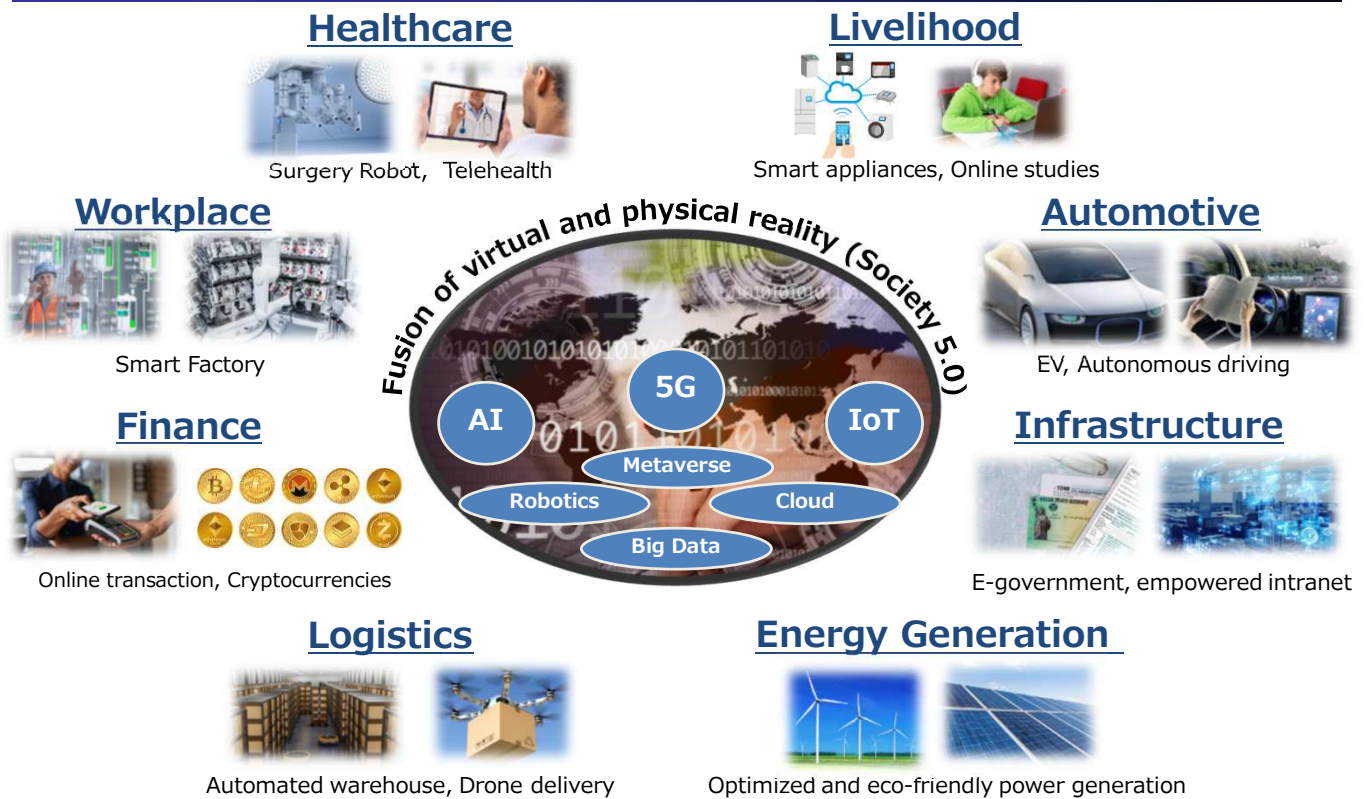 Healthcare
Livelihood
Surgery Robot, Telehealth
Smart appliances, Online studies
Workplace
Automotive
Fusion of virtual and physical reality (Society 5.0)
Smart Factory
EV, Autonomous driving
5G
AI
IoT
Finance
Infrastructure
Metaverse
Robotics
Cloud
Big Data
Online transaction, Cryptocurrencies
E-government, empowered intranet
Logistics
Energy Generation
Automated warehouse, Drone delivery
Optimized and eco-friendly power generation